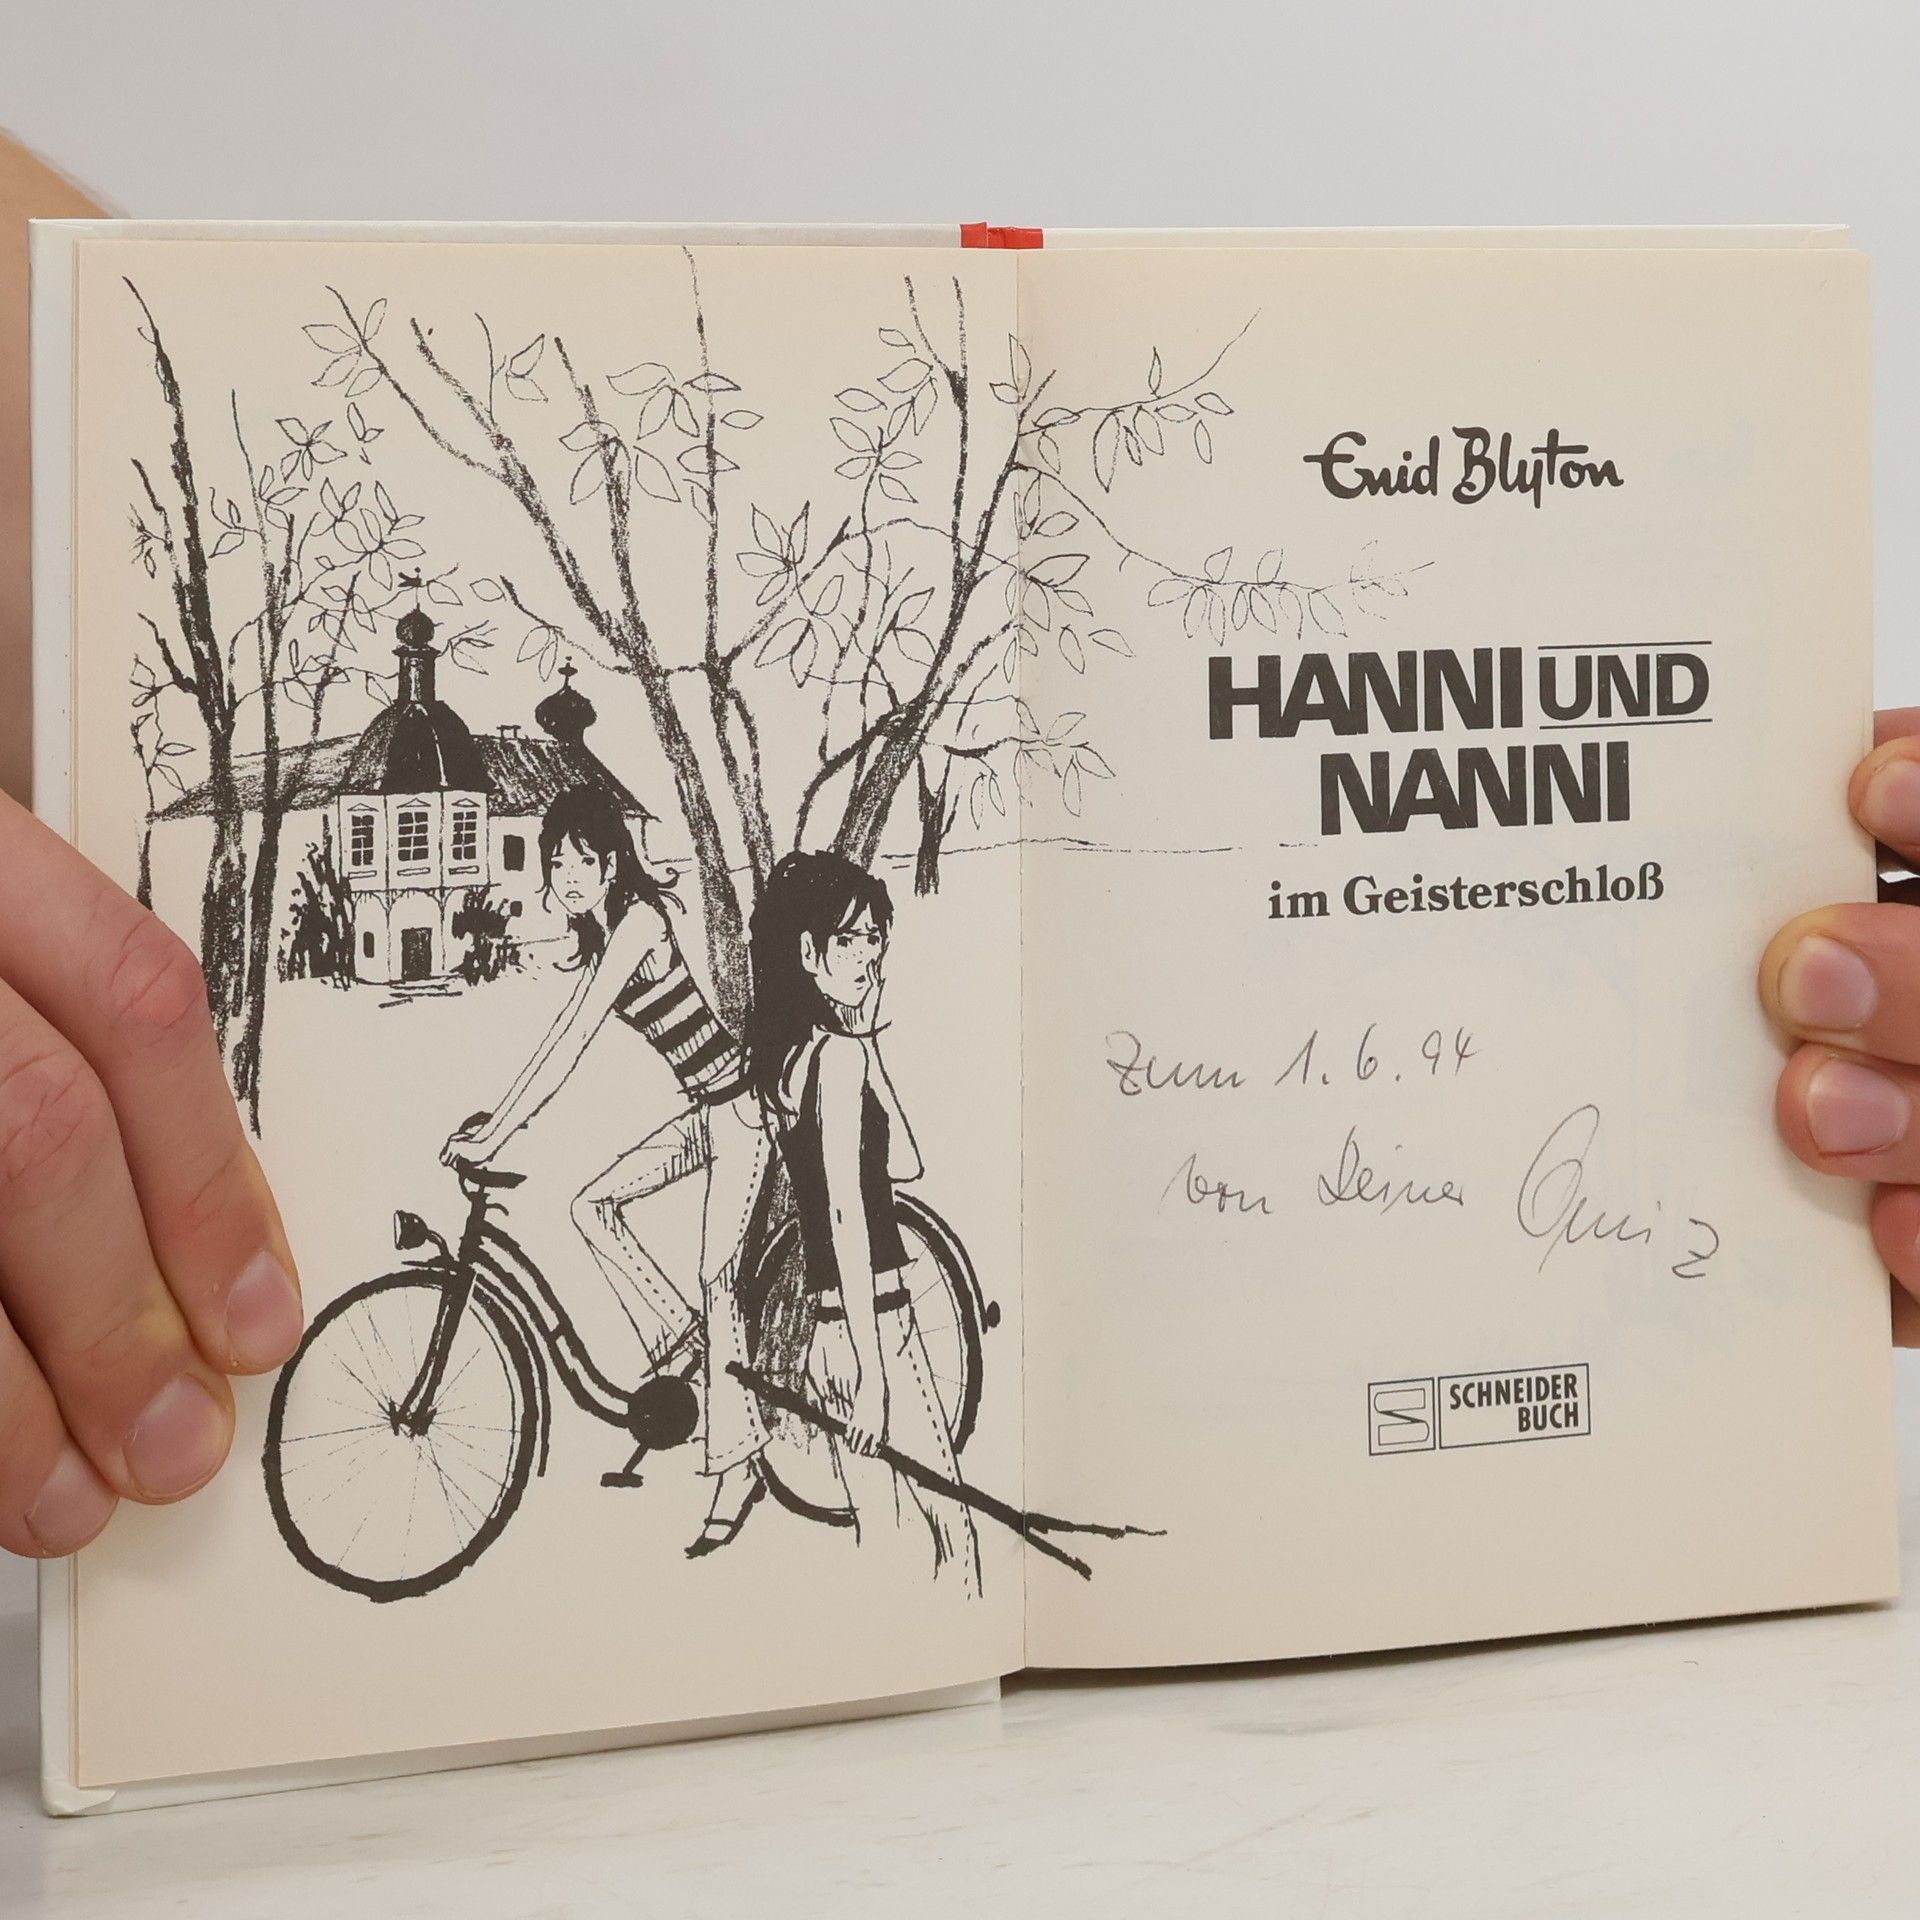 Enid Blyton
HANNI UND
NANNI
im Geisterschloß
Zum 1. 6. 94
von Deiner
SCHNEIDER
BUCH